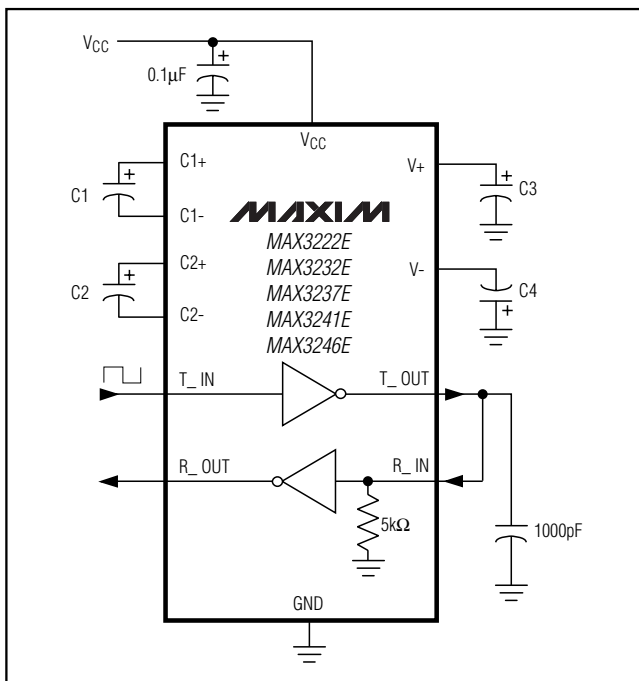 VCC
0.1µF
+
VCC
C1+
V+
C1
+
+
C3
C1-
MAXIM
MAX3222E
C2+
MAX3232E
V-
C2
+
MAX3237E
C4
C2-
MAX3241E
+
MAX3246E
T_ IN
T_ OUT
R_ OUT
R_ IN
5kΩ
1000pF
GND